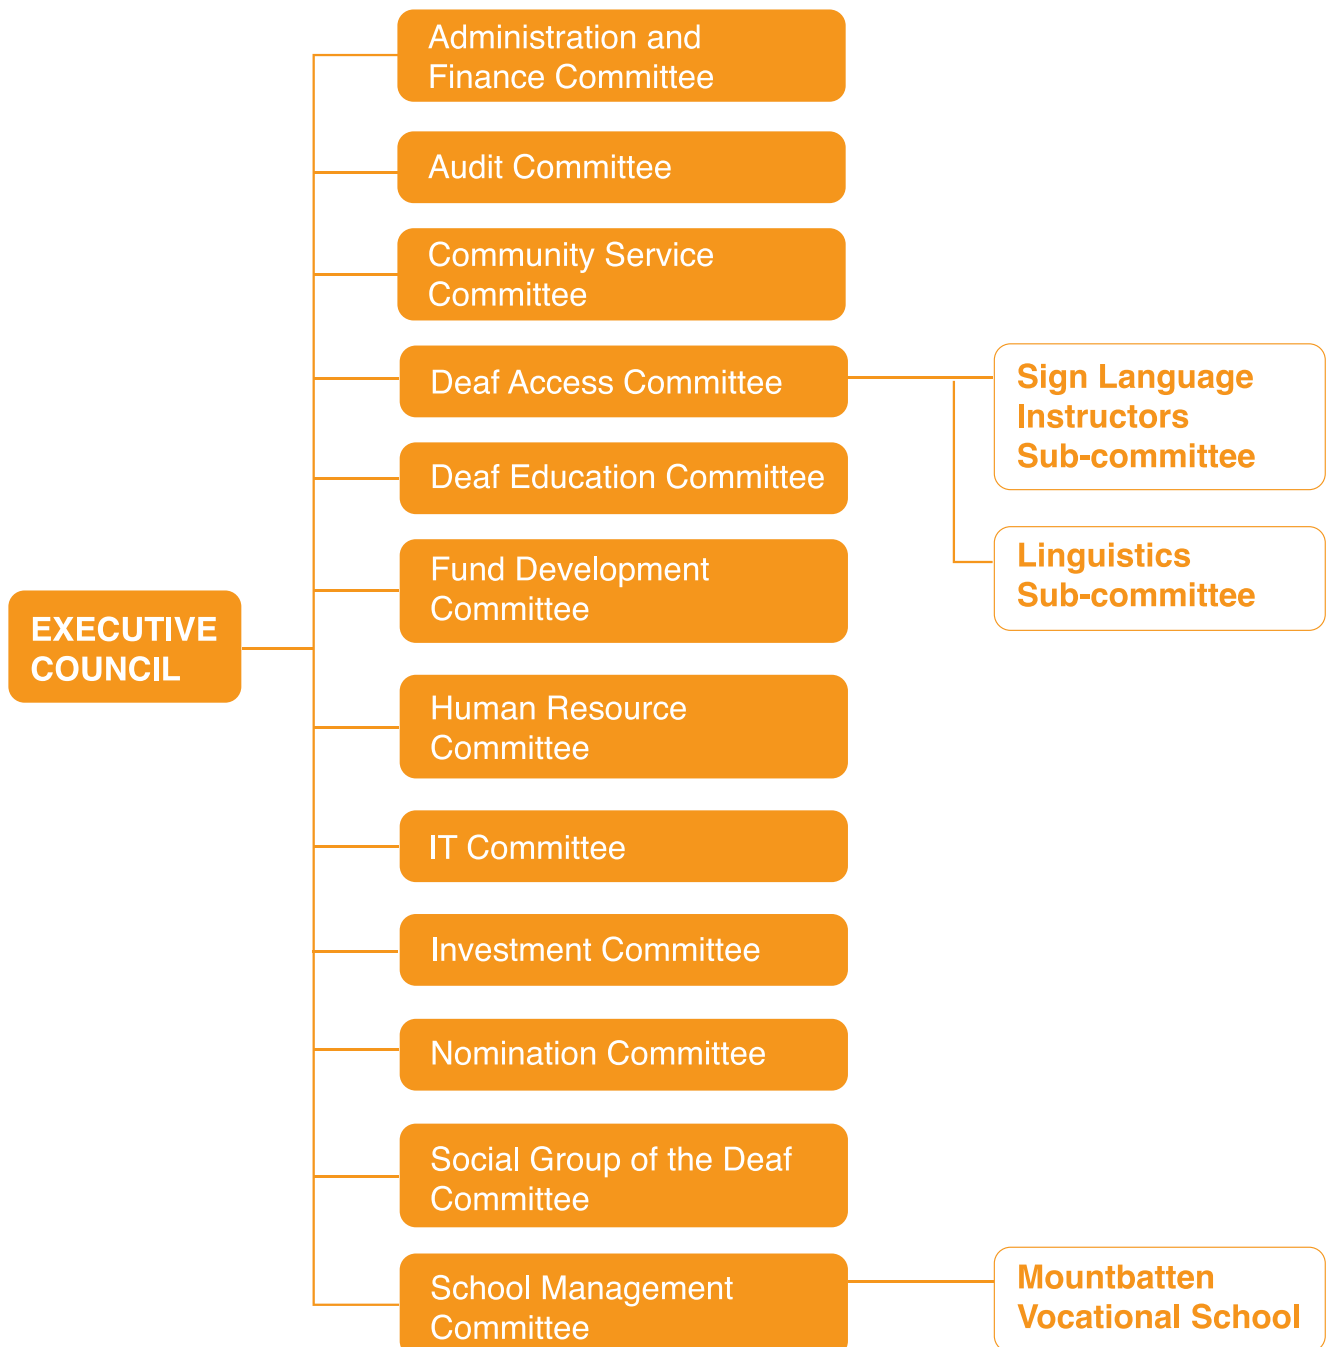 Administration and
Finance Committee
Audit Committee
Community Service
Committee
Deaf Access Committee
Sign Language
Instructors
Sub-committee
Deaf Education Committee
Linguistics
Sub-committee
Fund Development
Committee
EXECUTIVE
COUNCIL
Human Resource
Committee
IT Committee
Investment Committee
Nomination Committee
Social Group of the Deaf
Committee
School Management
Committee
Mountbatten
Vocational School